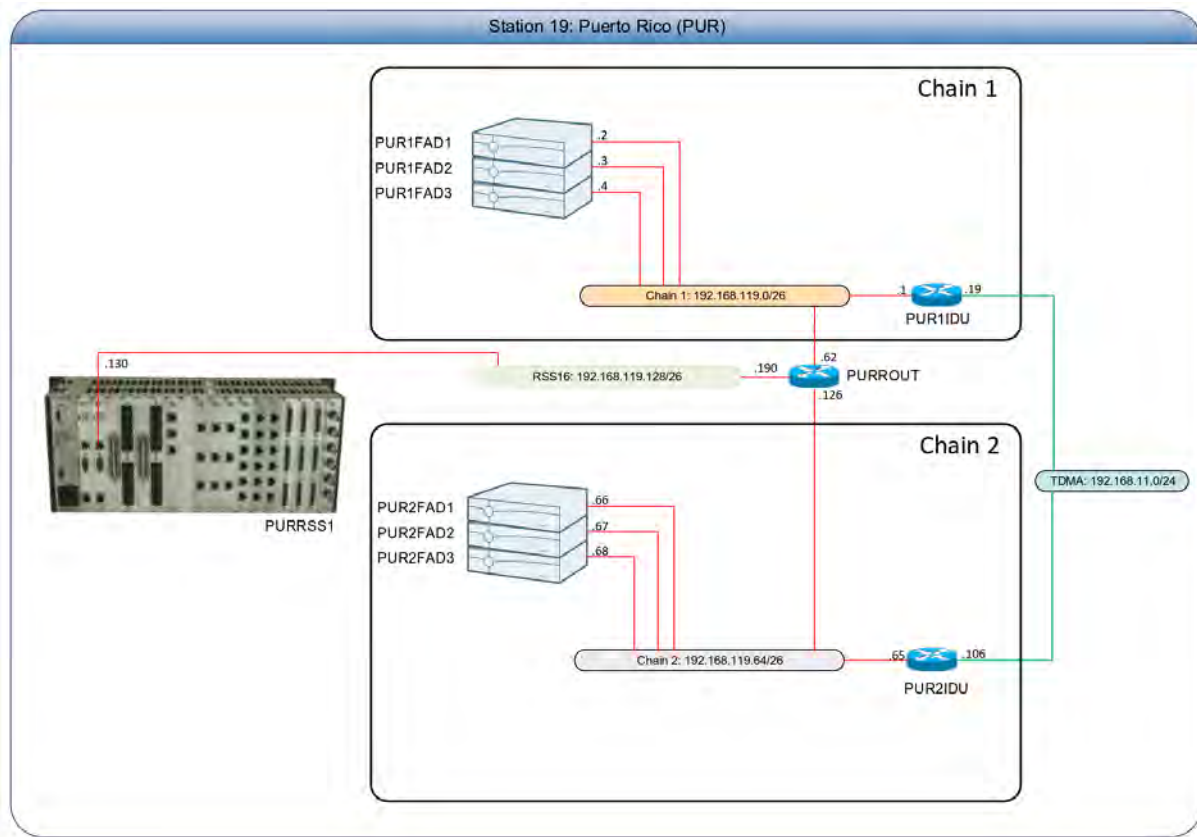 Station 19: Puerto Rico (PUR)
Chain 1
PUR1FAD1
.2
PUR1FAD2
.3
PUR1FAD3
.4
Chain 1: 192.168.119.0/26
.1
.19
PUR1IDU
.130
.62
RSS16: 192.168.119.128/26
.190
PURROUT
.126
Chain 2
TDMA: 192.168.11.0/24
PUR2FAD1
.66
PUR2FAD2
.67
PUR2FAD3
.68
PURRSS1
Chain 2: 192.168.119.64/26
.65
.106
PUR2IDU